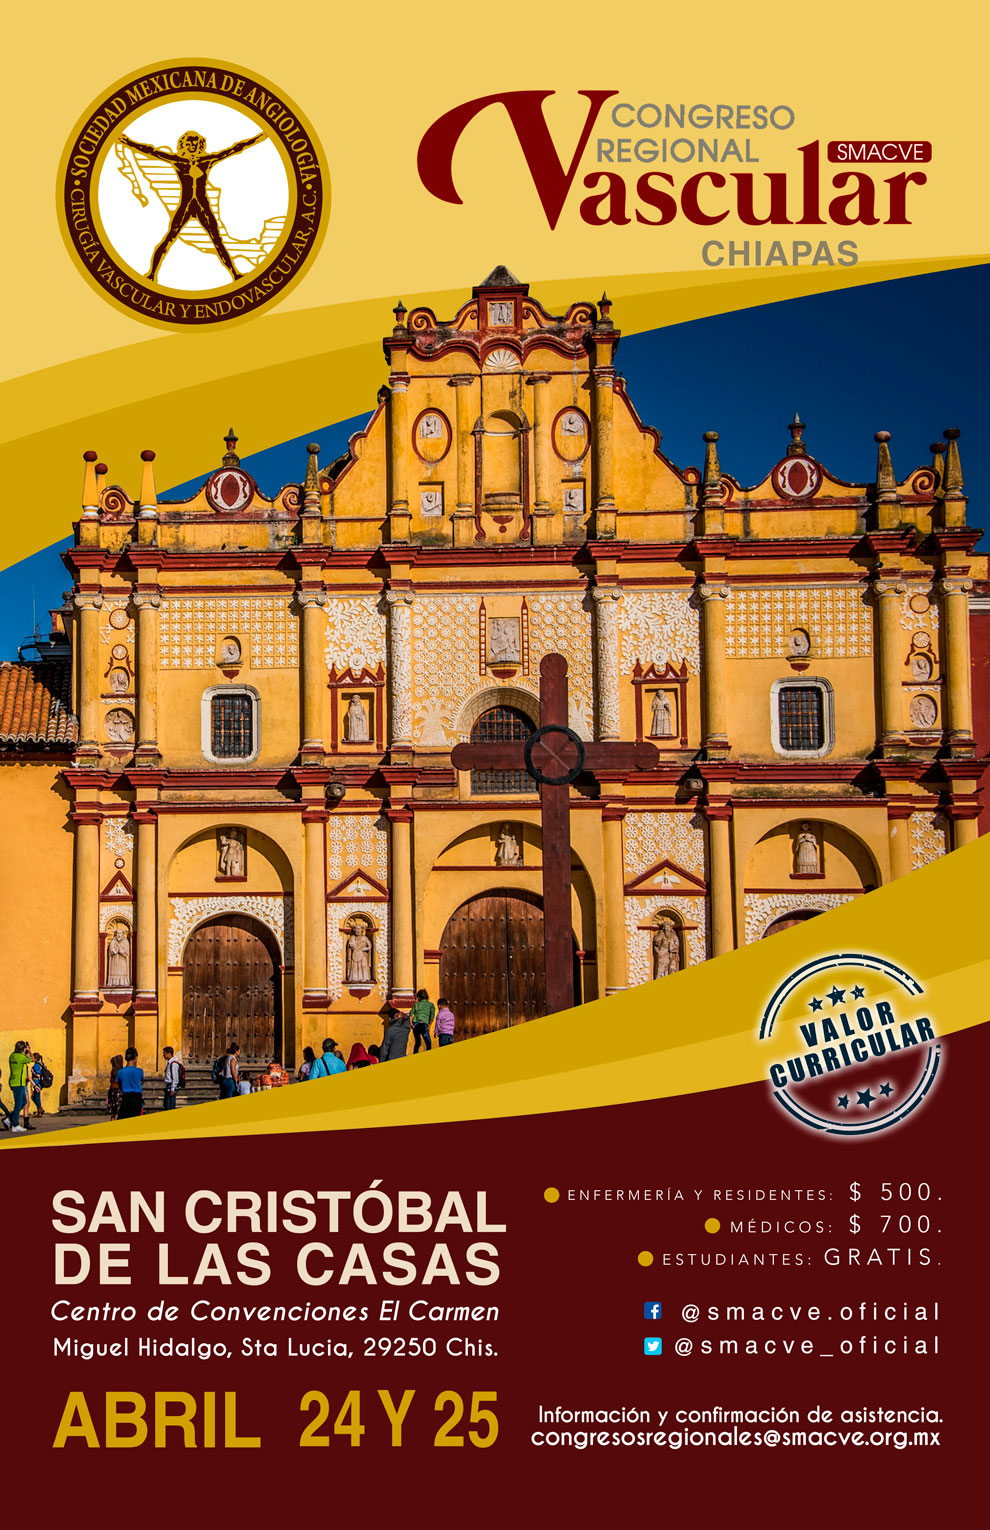 • SOCIEDAD MEXICANA DE ANGIOLOGÍA •
CIRUGÍA VASCULAR Y ENDOVASCULAR, A.C.
CONGRESO
REGIONAL
SMACVE
Vascular
CHIAPAS
VALOR
CURRICULAR
SAN CRISTÓBAL
DE LAS CASAS
Centro de Convenciones El Carmen
Miguel Hidalgo, Sta Lucia, 29250 Chis.
ABRIL 24 Y 25
ENFERMERÍA Y RESIDENTES: $ 500.
MÉDICOS: $ 700.
ESTUDIANTES: GRATIS.
@smacve.oficial
@smacve_oficial
Información y confirmación de asistencia.
congresosregionales@smacve.org.mx